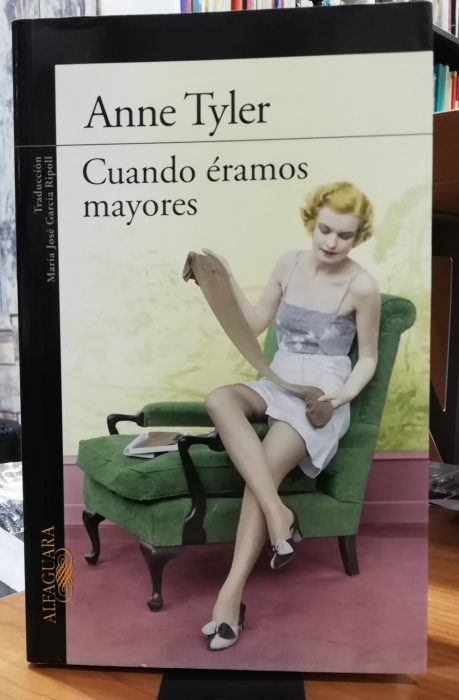 Anne Tyler
Cuando éramos
mayores
Traducción
María José García Ripoll
ALFAGUARA